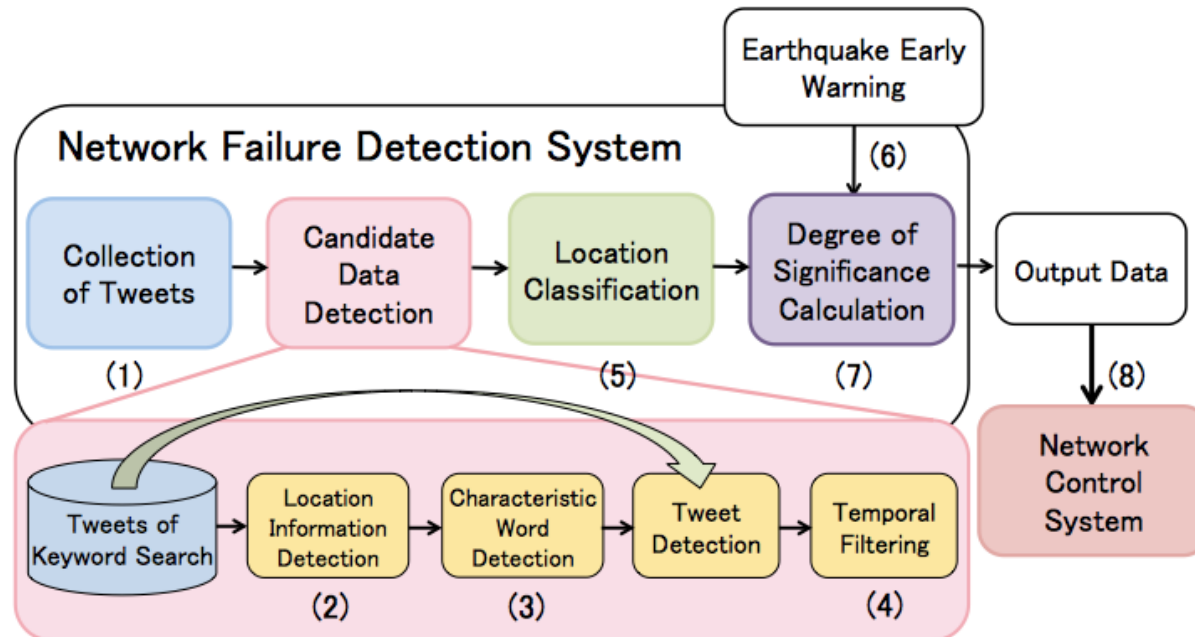 Earthquake Early
Warning
Network Failure Detection System
(6)
Collection
of Tweets
Candidate
Data
Detection
Location
Classification
Degree of
Significance
Calculation
Output Data
(1)
(5)
(7)
(8)
Tweets of
Keyword Search
Location
Information
Detection
Characteristic
Word
Detection
Tweet
Detection
Temporal
Filtering
Network
Control
System
(2)
(3)
(4)